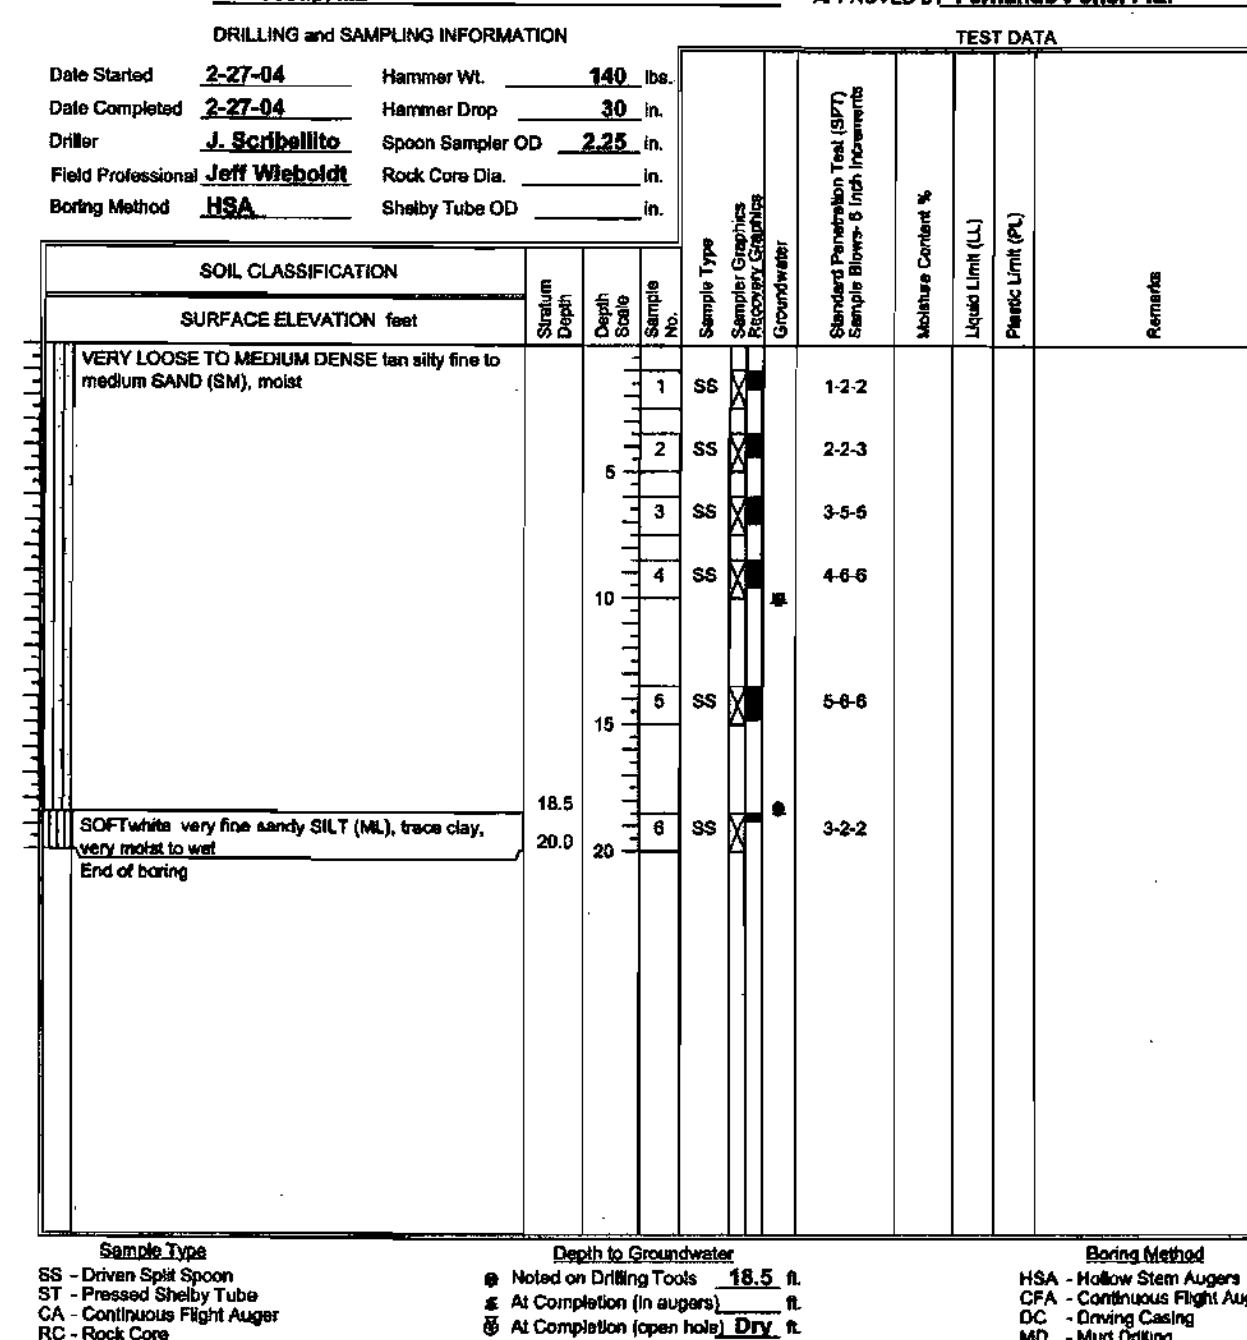 DRILLING and SAMPLING INFORMATION
TEST DATA
Date Started 2-27-04 Hammer Wt. 140 lbs.
Date Completed 2-27-04 Hammer Drop 30 in.
Driller J. Scribellito Spoon Sampler OD 2.25 in.
Field Professional Jeff Wieboldt Rock Core Dia. in.
Boring Method HSA Shelby Tube OD in.
SOIL CLASSIFICATION
SURFACE ELEVATION feet
Stratum Depth
Depth Scale
Sample No.
Sample Type
Sampler Graphics
Recovery Graphics
Groundwater
Standard Penetration Test (SPT)
Sample Blows- 6 Inch Increments
Moisture Content %
Liquid Limit (LL)
Plastic Limit (PL)
Remarks
VERY LOOSE TO MEDIUM DENSE tan silty fine to
medium SAND (SM), moist
1 SS 1-2-2
2 SS 2-2-3
5
3 SS 3-5-5
4 SS 4-6-6
10
5 SS 5-6-6
15
18.5
SOFTwhite very fine sandy SILT (ML), trace clay,
very moist to wet
6 SS 3-2-2
20.0
20
End of boring
Sample Type
SS - Driven Split Spoon
ST - Pressed Shelby Tube
CA - Continuous Flight Auger
RC - Rock Core
Depth to Groundwater
Noted on Drilling Tools 18.5 ft.
At Completion (in augers) ft.
At Completion (open hole) Dry ft.
Boring Method
HSA - Hollow Stem Augers
CFA - Continuous Flight Au
DC - Driving Casing
MD - Mud Drilling